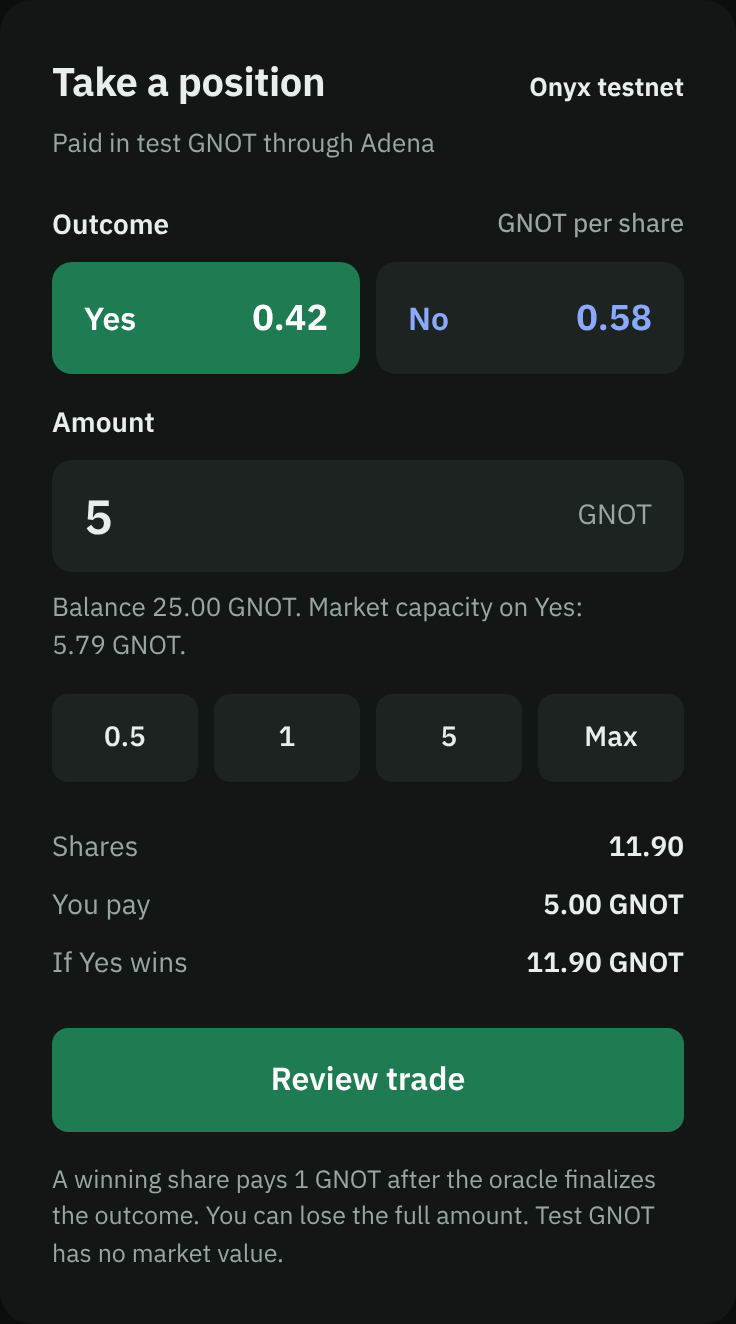 Take a position
Onyx testnet
Paid in test GNOT through Adena
Outcome
GNOT per share
Yes 0.42
No 0.58
Amount
5 GNOT
Balance 25.00 GNOT. Market capacity on Yes:
5.79 GNOT.
0.5
1
5
Max
Shares 11.90
You pay 5.00 GNOT
If Yes wins 11.90 GNOT
Review trade
A winning share pays 1 GNOT after the oracle finalizes
the outcome. You can lose the full amount. Test GNOT
has no market value.